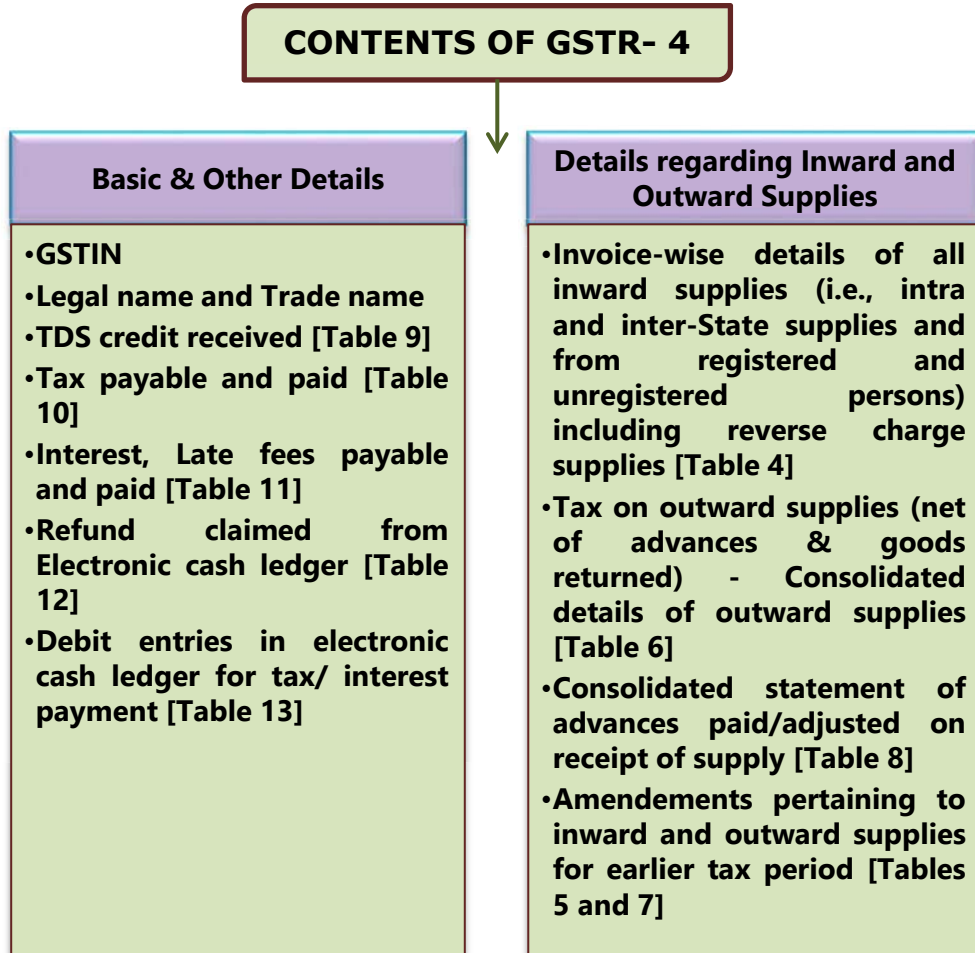 CONTENTS OF GSTR- 4
Basic & Other Details
•GSTIN
•Legal name and Trade name
•TDS credit received [Table 9]
•Tax payable and paid [Table
10]
•Interest, Late fees payable
and paid [Table 11]
•Refund claimed from
Electronic cash ledger [Table
12]
•Debit entries in electronic
cash ledger for tax/ interest
payment [Table 13]
Details regarding Inward and
Outward Supplies
•Invoice-wise details of all
inward supplies (i.e., intra
and inter-State supplies and
from registered and
unregistered persons)
including reverse charge
supplies [Table 4]
•Tax on outward supplies (net
of advances & goods
returned) - Consolidated
details of outward supplies
[Table 6]
•Consolidated statement of
advances paid/adjusted on
receipt of supply [Table 8]
•Amendements pertaining to
inward and outward supplies
for earlier tax period [Tables
5 and 7]